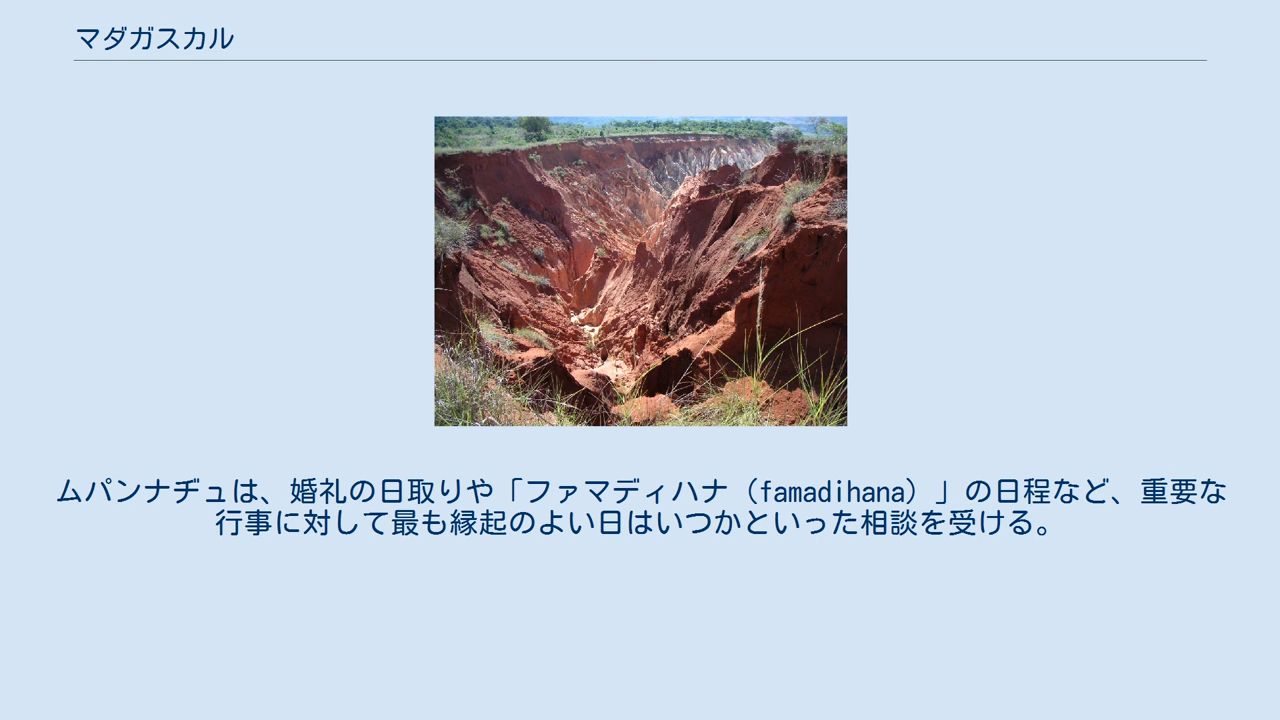 マダガスカル
ムパンナヂュは、婚礼の日取りや「ファマディハナ（famadihana）」の日程など、重要な
行事に対して最も縁起のよい日はいつかといった相談を受ける。